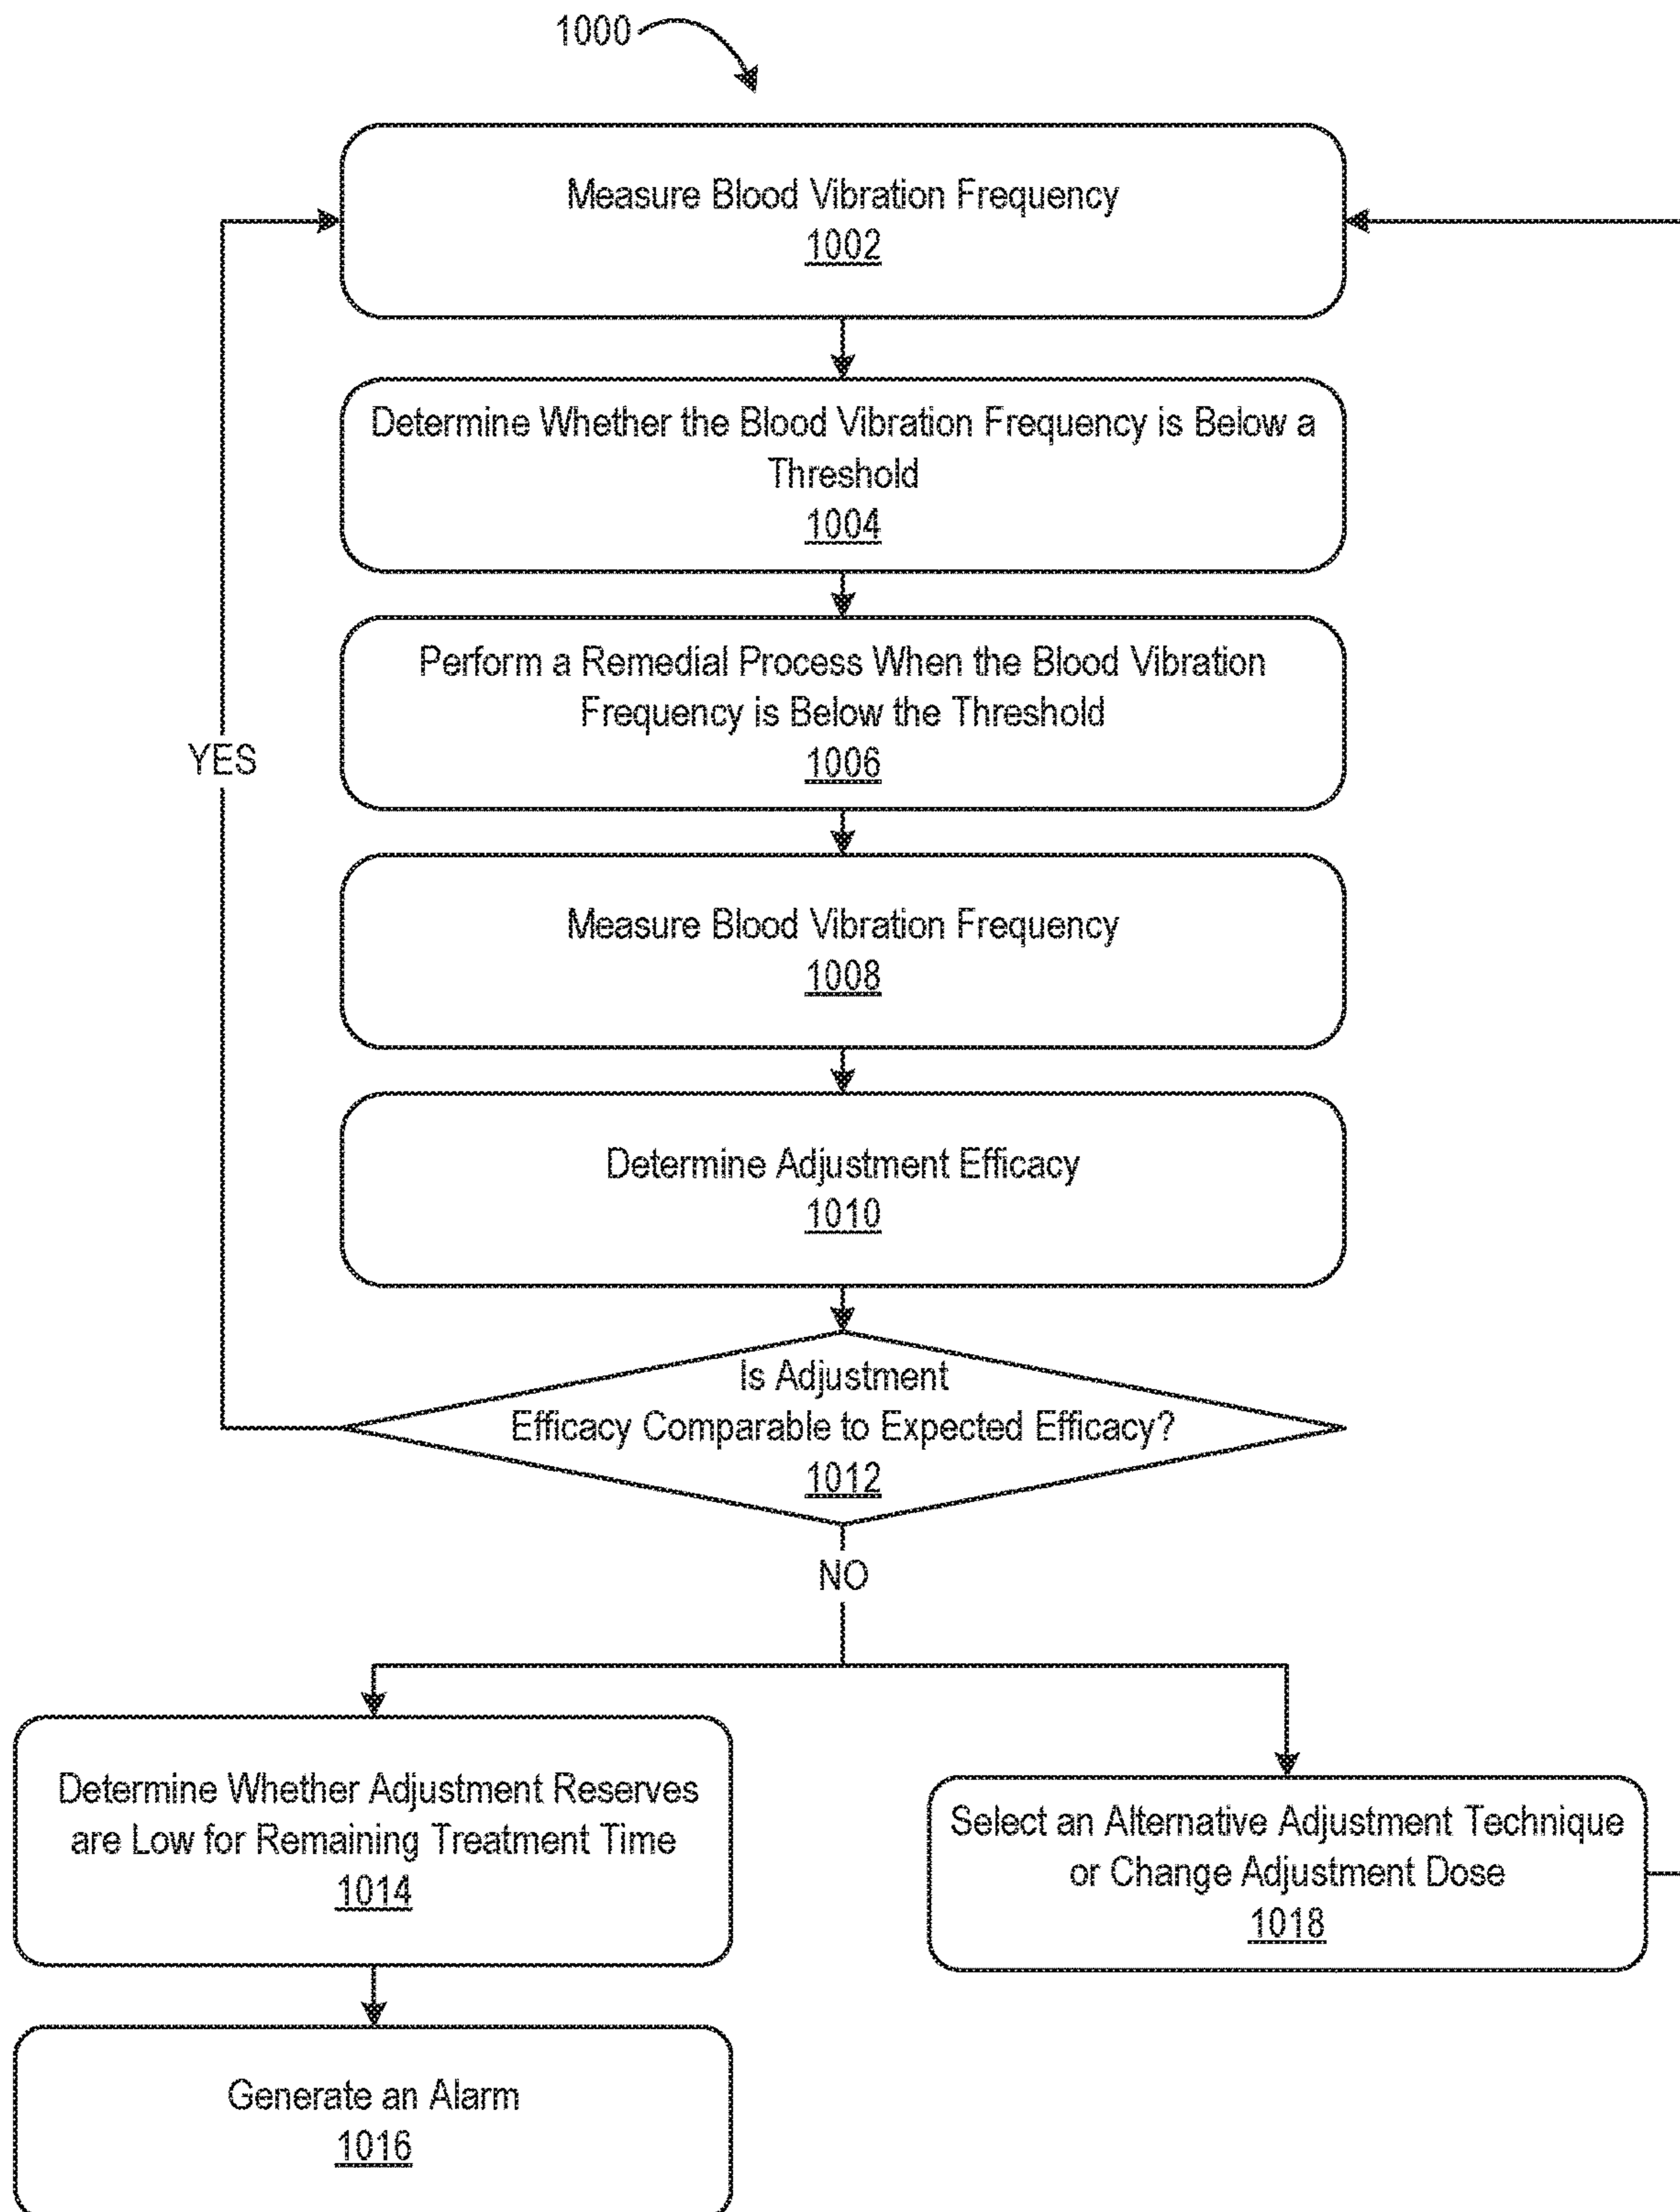 1000
Measure Blood Vibration Frequency
1002
Determine Whether the Blood Vibration Frequency is Below a
Threshold
1004
Perform a Remedial Process When the Blood Vibration
Frequency is Below the Threshold
1006
YES
Measure Blood Vibration Frequency
1008
Determine Adjustment Efficacy
1010
Is Adjustment
Efficacy Comparable to Expected Efficacy?
1012
NO
Determine Whether Adjustment Reserves
are Low for Remaining Treatment Time
1014
Select an Alternative Adjustment Technique
or Change Adjustment Dose
1018
Generate an Alarm
1016